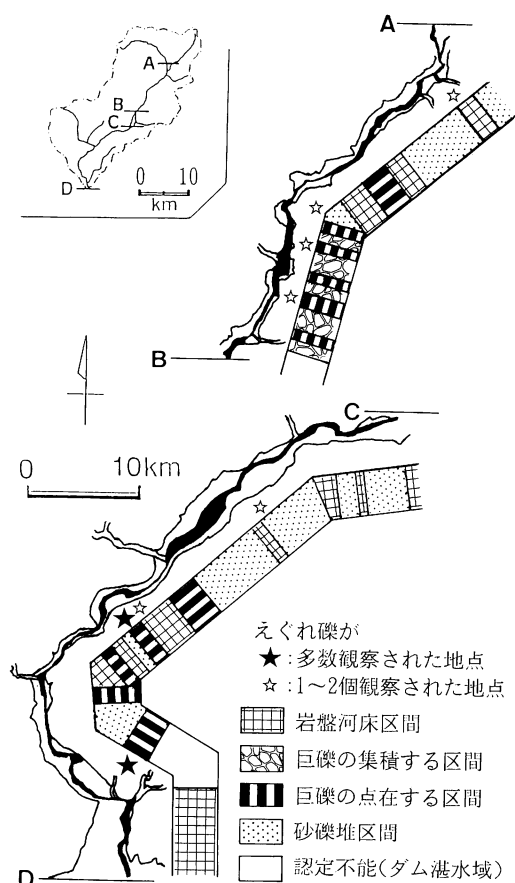 A
A
B
C
D
0 10
km
B
C
0 10km
えぐれ礫が
★:多数観察された地点
☆:1〜2個観察された地点
岩盤河床区間
巨礫の集積する区間
巨礫の点在する区間
砂礫堆区間
認定不能(ダム湛水域)
D